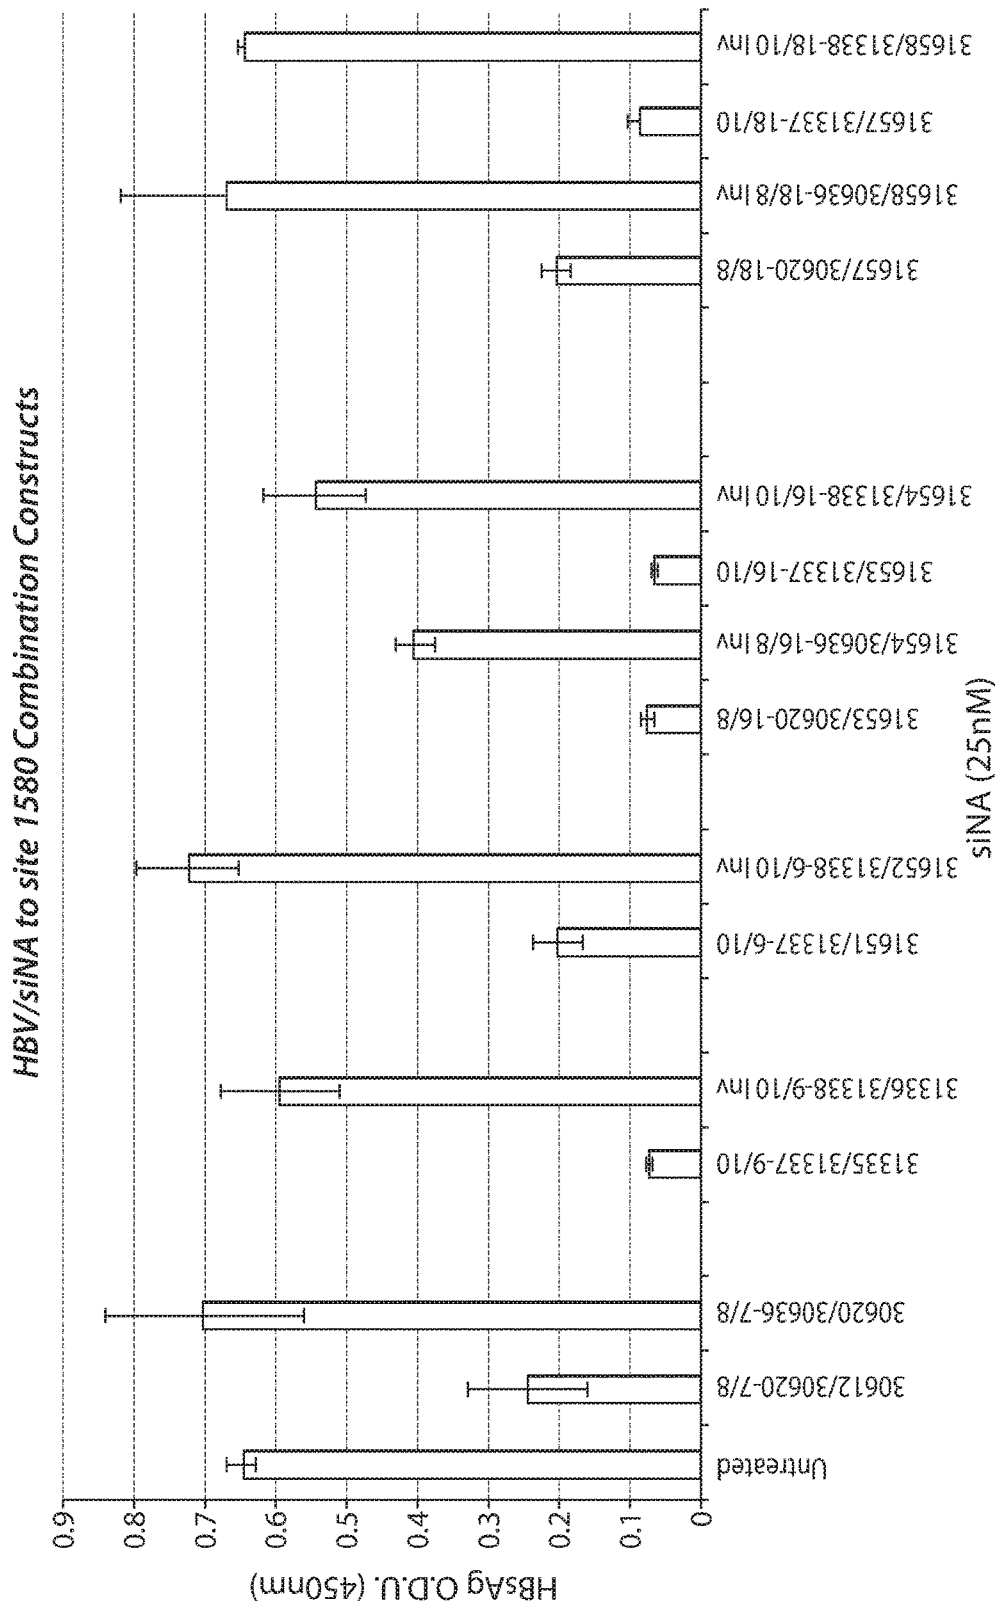 HBV/siNA to site 1580 Combination Constructs
HBsAg O.D.U. (450nm)
0.9
0.8
0.7
0.6
0.5
0.4
0.3
0.2
0.1
0
Untreated
30612/30620-7/8
30620/30636-7/8
31335/31337-9/10
31336/31338-9/10 Inv
31651/31337-6/10
31652/31338-6/10 Inv
31653/30620-16/8
31654/30636-16/8 Inv
31653/31337-16/10
31654/31338-16/10 Inv
31657/30620-18/8
31658/30636-18/8 Inv
31657/31337-18/10
31658/31338-18/10 Inv
siNA (25nM)